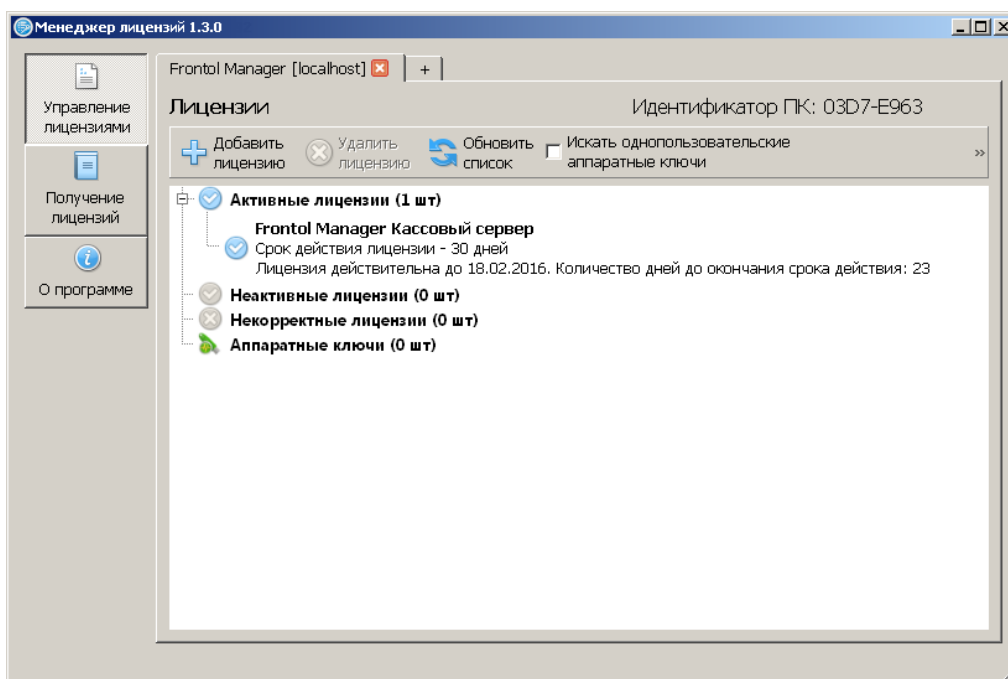 Менеджер лицензий 1.3.0
Frontol Manager [localhost]
+
Управление
лицензиями
Получение
лицензий
О программе
Лицензии
Идентификатор ПК: 03D7-E963
Добавить
лицензию
Удалить
лицензию
Обновить
список
Искать однопользовательские
аппаратные ключи
»
Активные лицензии (1 шт)
Frontol Manager Кассовый сервер
Срок действия лицензии - 30 дней
Лицензия действительна до 18.02.2016. Количество дней до окончания срока действия: 23
Неактивные лицензии (0 шт)
Некорректные лицензии (0 шт)
Аппаратные ключи (0 шт)